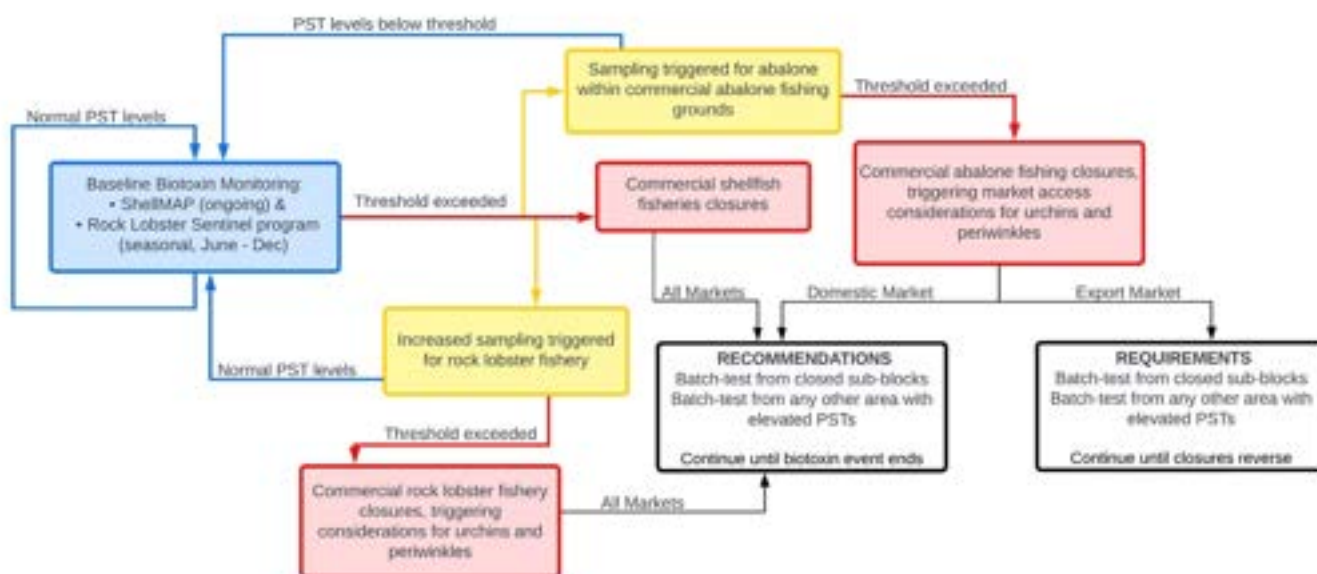 PST levels below threshold
Sampling triggered for abalone
within commercial abalone fishing
grounds
Threshold exceeded
Normal PST levels
Baseline Biotoxin Monitoring:
• ShellMAP (ongoing) &
• Rock Lobster Sentinel program
(seasonal, June - Dec)
Threshold exceeded
Commercial shellfish
fisheries closures
Commercial abalone fishing closures,
triggering market access
considerations for urchins and
periwinkles
All Markets
Domestic Market
Export Market
Increased sampling triggered
for rock lobster fishery
Normal PST levels
RECOMMENDATIONS
Batch-test from closed sub-blocks
Batch-test from any other area with
elevated PSTs
Continue until biotoxin event ends
REQUIREMENTS
Batch-test from closed sub-blocks
Batch-test from any other area with
elevated PSTs
Continue until closures reverse
Threshold exceeded
Commercial rock lobster fishery
closures, triggering
considerations for urchins and
periwinkles
All Markets